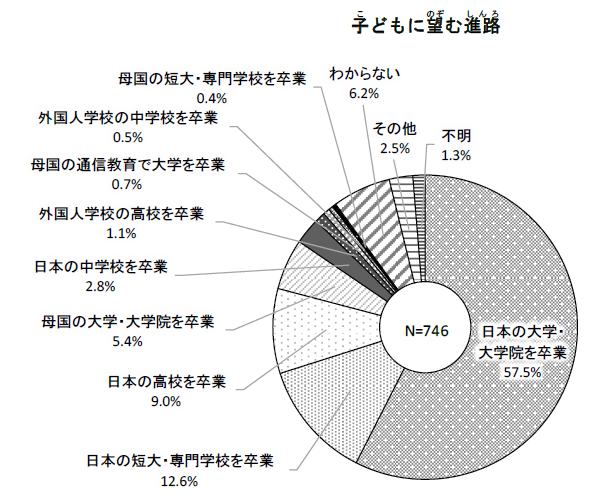 子どもに望む進路
こ のぞ しんろ
母国の短大・専門学校を卒業
0.4%
わからない
6.2%
外国人学校の中学校を卒業
0.5%
その他
2.5%
不明
1.3%
母国の通信教育で大学を卒業
0.7%
外国人学校の高校を卒業
1.1%
日本の中学校を卒業
2.8%
母国の大学・大学院を卒業
5.4%
N=746
日本の大学・
大学院を卒業
57.5%
日本の高校を卒業
9.0%
日本の短大・専門学校を卒業
12.6%